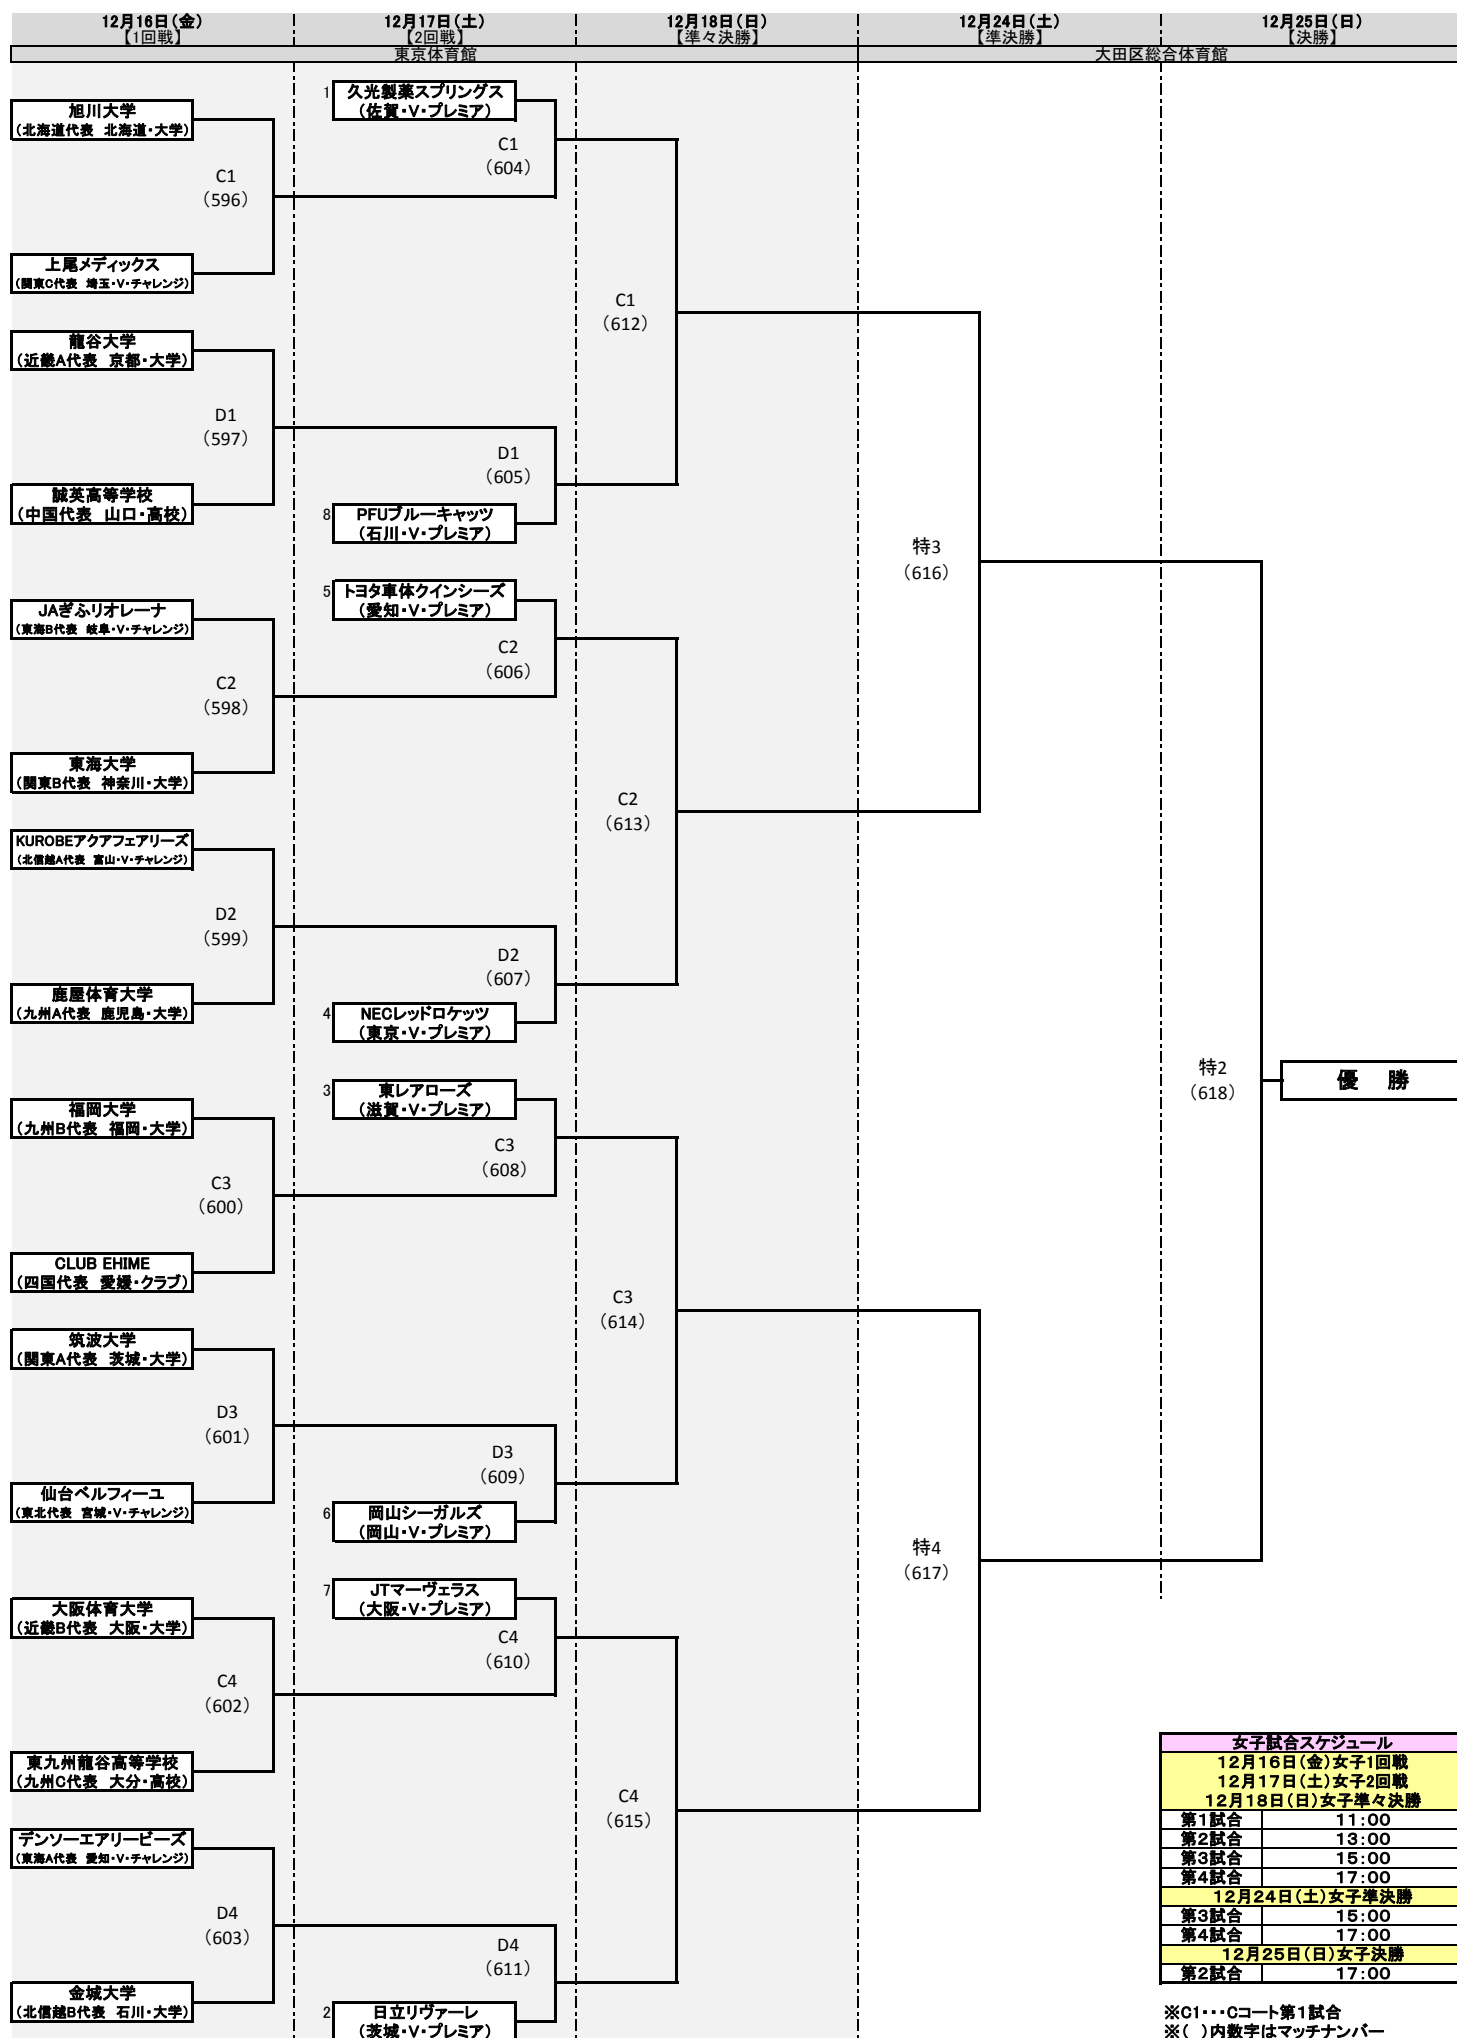 12月16日(金)
【1回戦】
12月17日(土)
【2回戦】
12月18日(日)
【準々決勝】
12月24日(土)
【準決勝】
12月25日(日)
【決勝】
東京体育館
大田区総合体育館
旭川大学
(北海道代表 北海道・大学)
C1
(596)
上尾メディックス
(関東C代表 埼玉・V・チャレンジ)
龍谷大学
(近畿A代表 京都・大学)
D1
(597)
誠英高等学校
(中国代表 山口・高校)
JAぎふリオレーナ
(東海B代表 岐阜・V・チャレンジ)
C2
(598)
東海大学
(関東B代表 神奈川・大学)
KUROBEアクアフェアリーズ
(北信越A代表 富山・V・チャレンジ)
D2
(599)
鹿屋体育大学
(九州A代表 鹿児島・大学)
福岡大学
(九州B代表 福岡・大学)
C3
(600)
CLUB EHIME
(四国代表 愛媛・クラブ)
筑波大学
(関東A代表 茨城・大学)
D3
(601)
仙台ベルフィーユ
(東北代表 宮城・V・チャレンジ)
大阪体育大学
(近畿B代表 大阪・大学)
C4
(602)
東九州龍谷高等学校
(九州C代表 大分・高校)
デンソーエアリービーズ
(東海A代表 愛知・V・チャレンジ)
D4
(603)
金城大学
(北信越B代表 石川・大学)
1 久光製薬スプリングス
(佐賀・V・プレミア)
C1
(604)
D1
(605)
8 PFUブルーキャッツ
(石川・V・プレミア)
5 トヨタ車体クインシーズ
(愛知・V・プレミア)
C2
(606)
D2
(607)
4 NECレッドロケッツ
(東京・V・プレミア)
3 東レアローズ
(滋賀・V・プレミア)
C3
(608)
D3
(609)
6 岡山シーガルズ
(岡山・V・プレミア)
7 JTマーヴェラス
(大阪・V・プレミア)
C4
(610)
D4
(611)
2 日立リヴァーレ
(茨城・V・プレミア)
C1
(612)
C2
(613)
C3
(614)
C4
(615)
特3
(616)
特4
(617)
特2
(618)
優 勝
女子試合スケジュール
12月16日(金)女子1回戦
12月17日(土)女子2回戦
12月18日(日)女子準々決勝
第1試合 11:00
第2試合 13:00
第3試合 15:00
第4試合 17:00
12月24日(土)女子準決勝
第3試合 15:00
第4試合 17:00
12月25日(日)女子決勝
第2試合 17:00
※C1・・・Cコート第1試合
※( )内数字はマッチナンバー